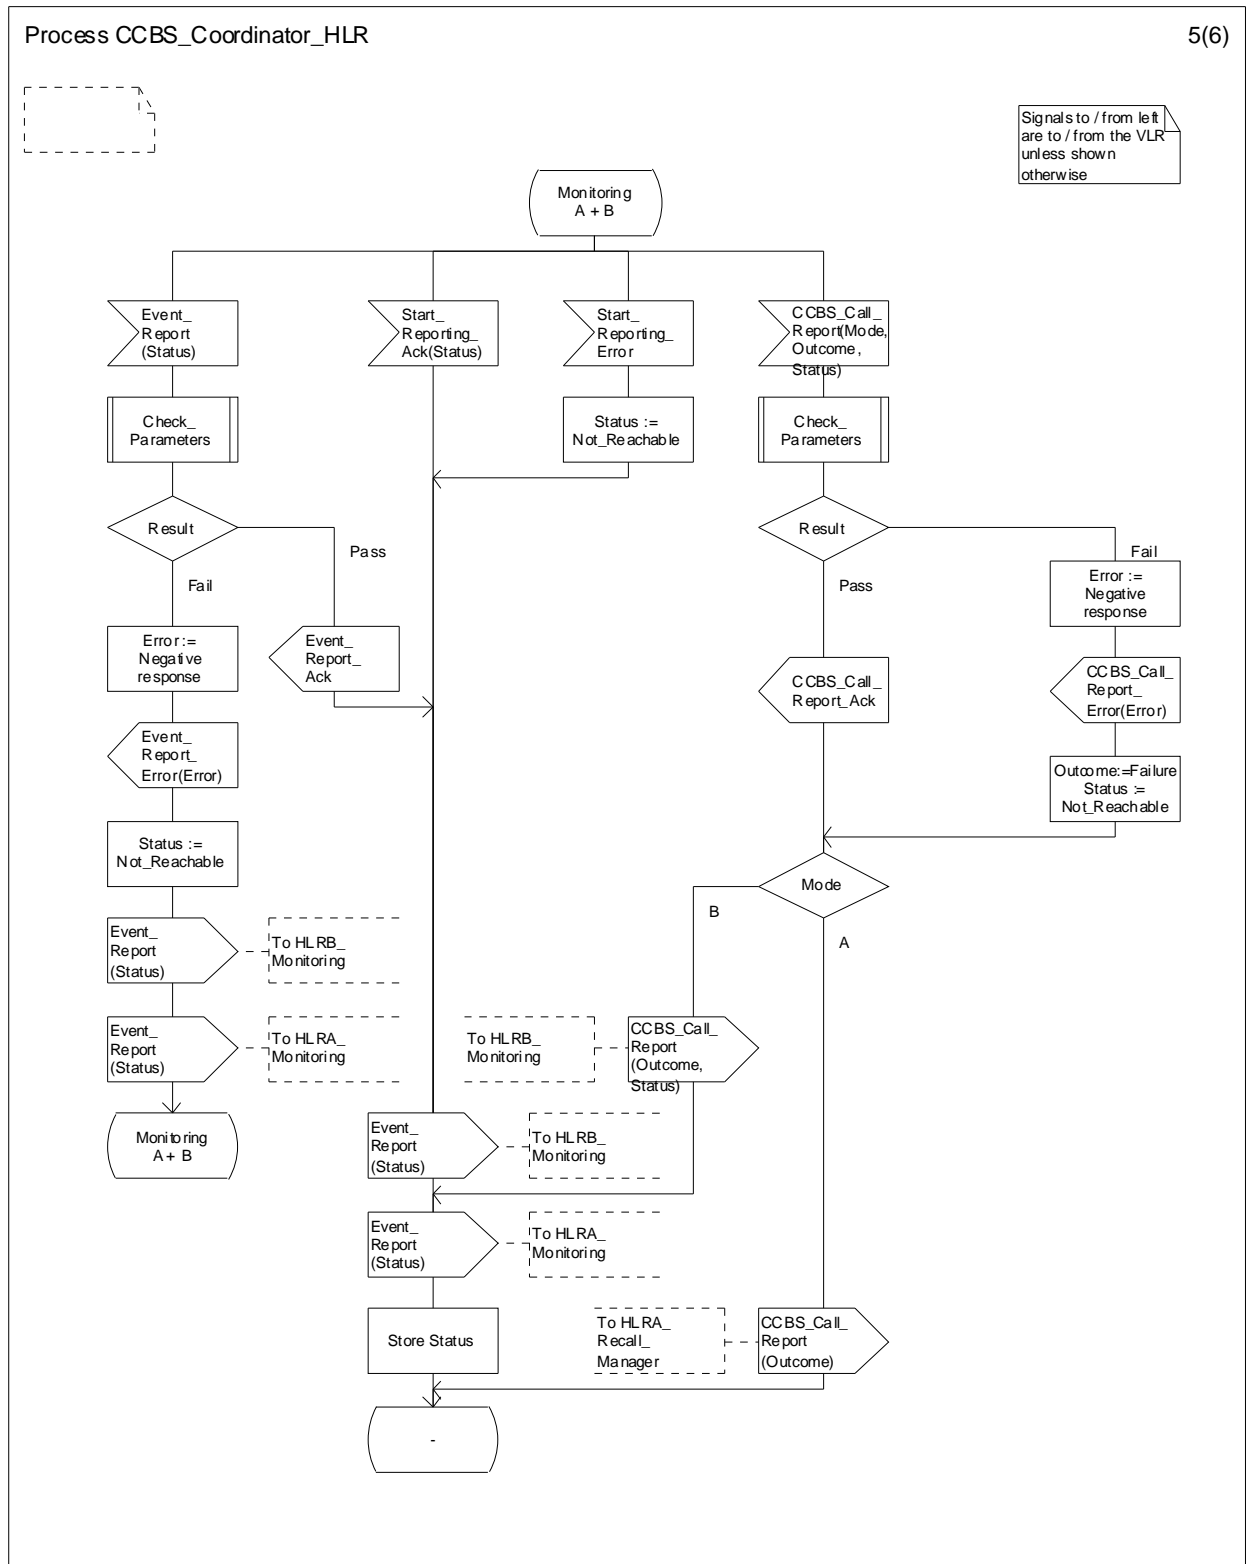 Process CCBS_Coordinator_HLR
5(6)
Signals to / from left
are to / from the VLR
unless shown
otherwise
Monitoring
A + B
Event_
Report
(Status)
Start_
Reporting_
Ack(Status)
Start_
Reporting_
Error
CCBS_Call_
Report(Mode,
Outcome,
Status)
Check_
Parameters
Status :=
Not_Reachable
Check_
Parameters
Result
Pass
Fail
Result
Pass
Fail
Error :=
Negative
response
Error :=
Negative
response
Event_
Report_
Ack
CCBS_Call_
Report_Ack
CCBS_Call_
Report_
Error(Error)
Event_
Report_
Error(Error)
Outcome:=Failure
Status :=
Not_Reachable
Status :=
Not_Reachable
Mode
B
A
Event_
Report
(Status)
To HLRB_
Monitoring
Event_
Report
(Status)
To HLRA_
Monitoring
To HLRB_
Monitoring
CCBS_Call_
Report
(Outcome,
Status)
Monitoring
A + B
Event_
Report
(Status)
To HLRB_
Monitoring
Event_
Report
(Status)
To HLRA_
Monitoring
Store Status
To HLRA_
Recall_
Manager
CCBS_Call_
Report
(Outcome)
-